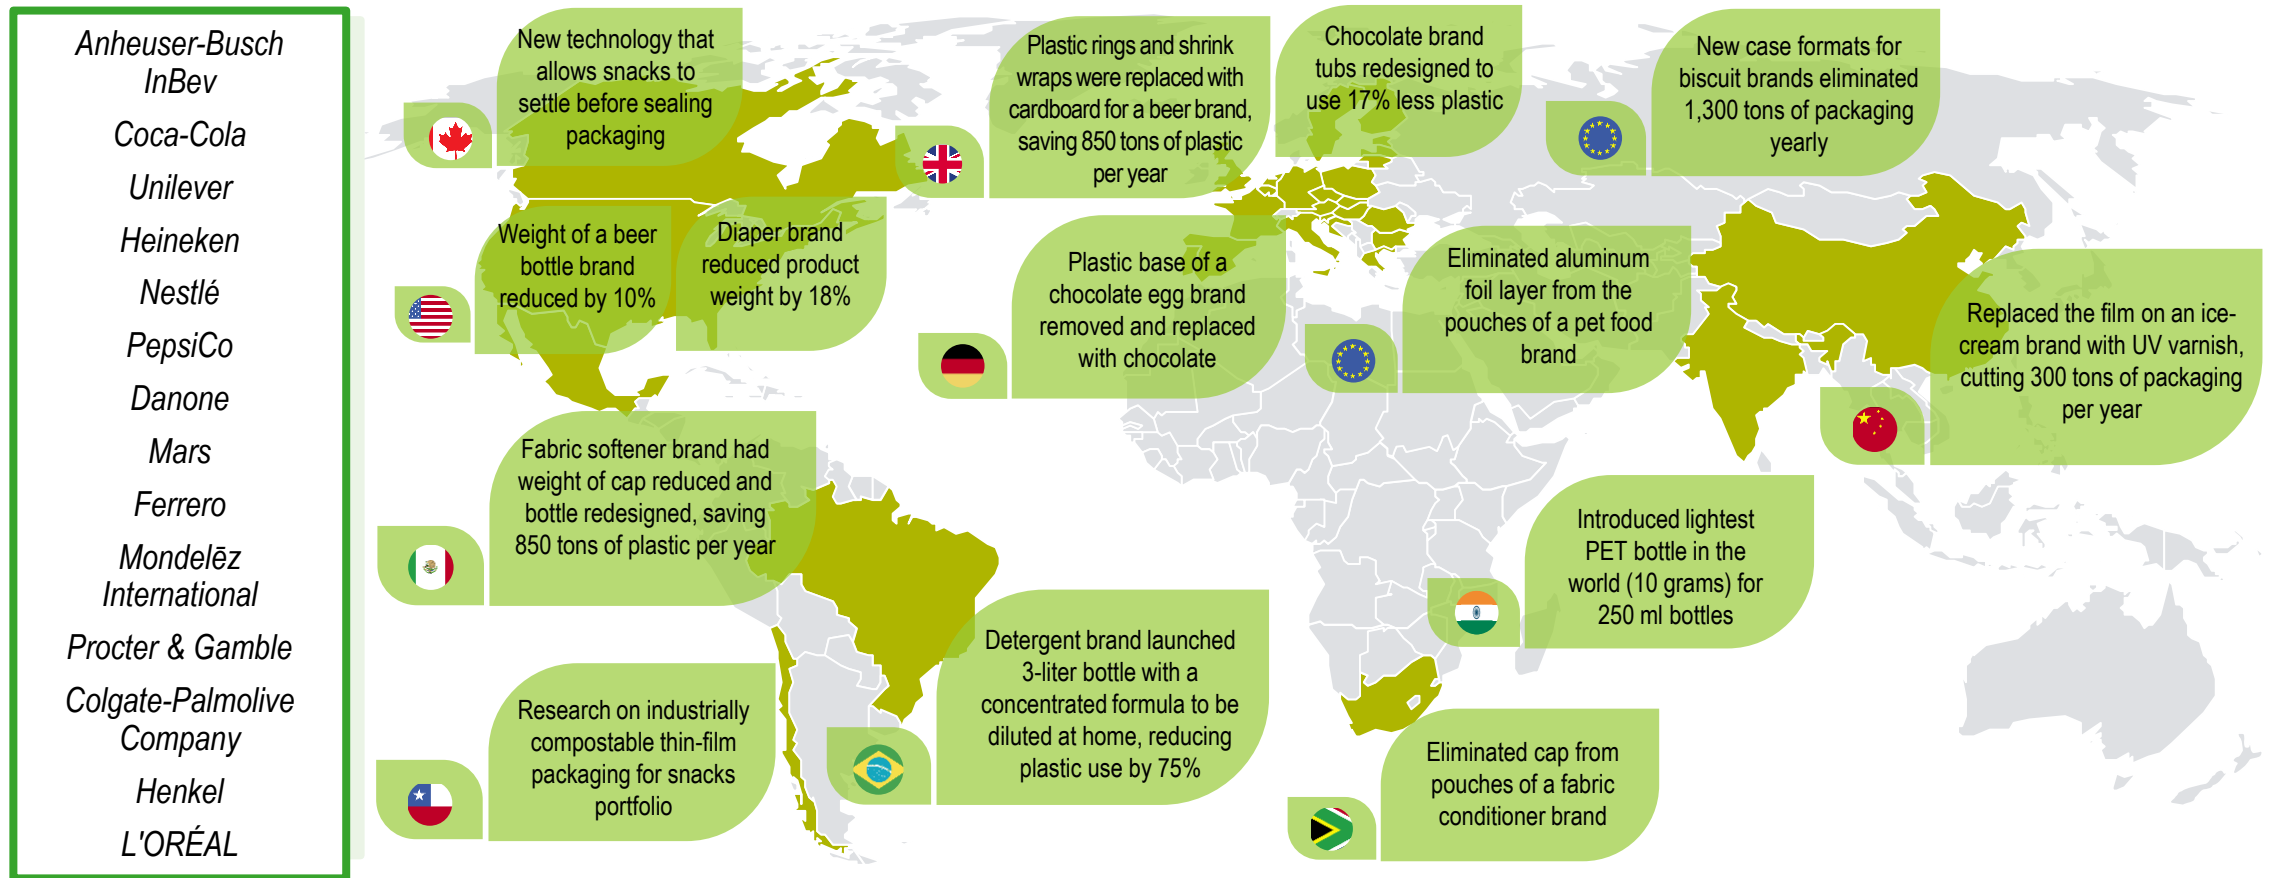 Anheuser-Busch
InBev
Coca-Cola
Unilever
Heineken
Nestlé
PepsiCo
Danone
Mars
Ferrero
Mondelēz
International
Procter & Gamble
Colgate-Palmolive
Company
Henkel
L'ORÉAL
New technology that
allows snacks to
settle before sealing
packaging
Plastic rings and shrink
wraps were replaced with
cardboard for a beer brand,
saving 850 tons of plastic
per year
Chocolate brand
tubs redesigned to
use 17% less plastic
New case formats for
biscuit brands eliminated
1,300 tons of packaging
yearly
Weight of a beer
bottle brand
reduced by 10%
Diaper brand
reduced product
weight by 18%
Plastic base of a
chocolate egg brand
removed and replaced
with chocolate
Eliminated aluminum
foil layer from the
pouches of a pet food
brand
Replaced the film on an ice-
cream brand with UV varnish,
cutting 300 tons of packaging
per year
Fabric softener brand had
weight of cap reduced and
bottle redesigned, saving
850 tons of plastic per year
Introduced lightest
PET bottle in the
world (10 grams) for
250 ml bottles
Detergent brand launched
3-liter bottle with a
concentrated formula to be
diluted at home, reducing
plastic use by 75%
Research on industrially
compostable thin-film
packaging for snacks
portfolio
Eliminated cap from
pouches of a fabric
conditioner brand